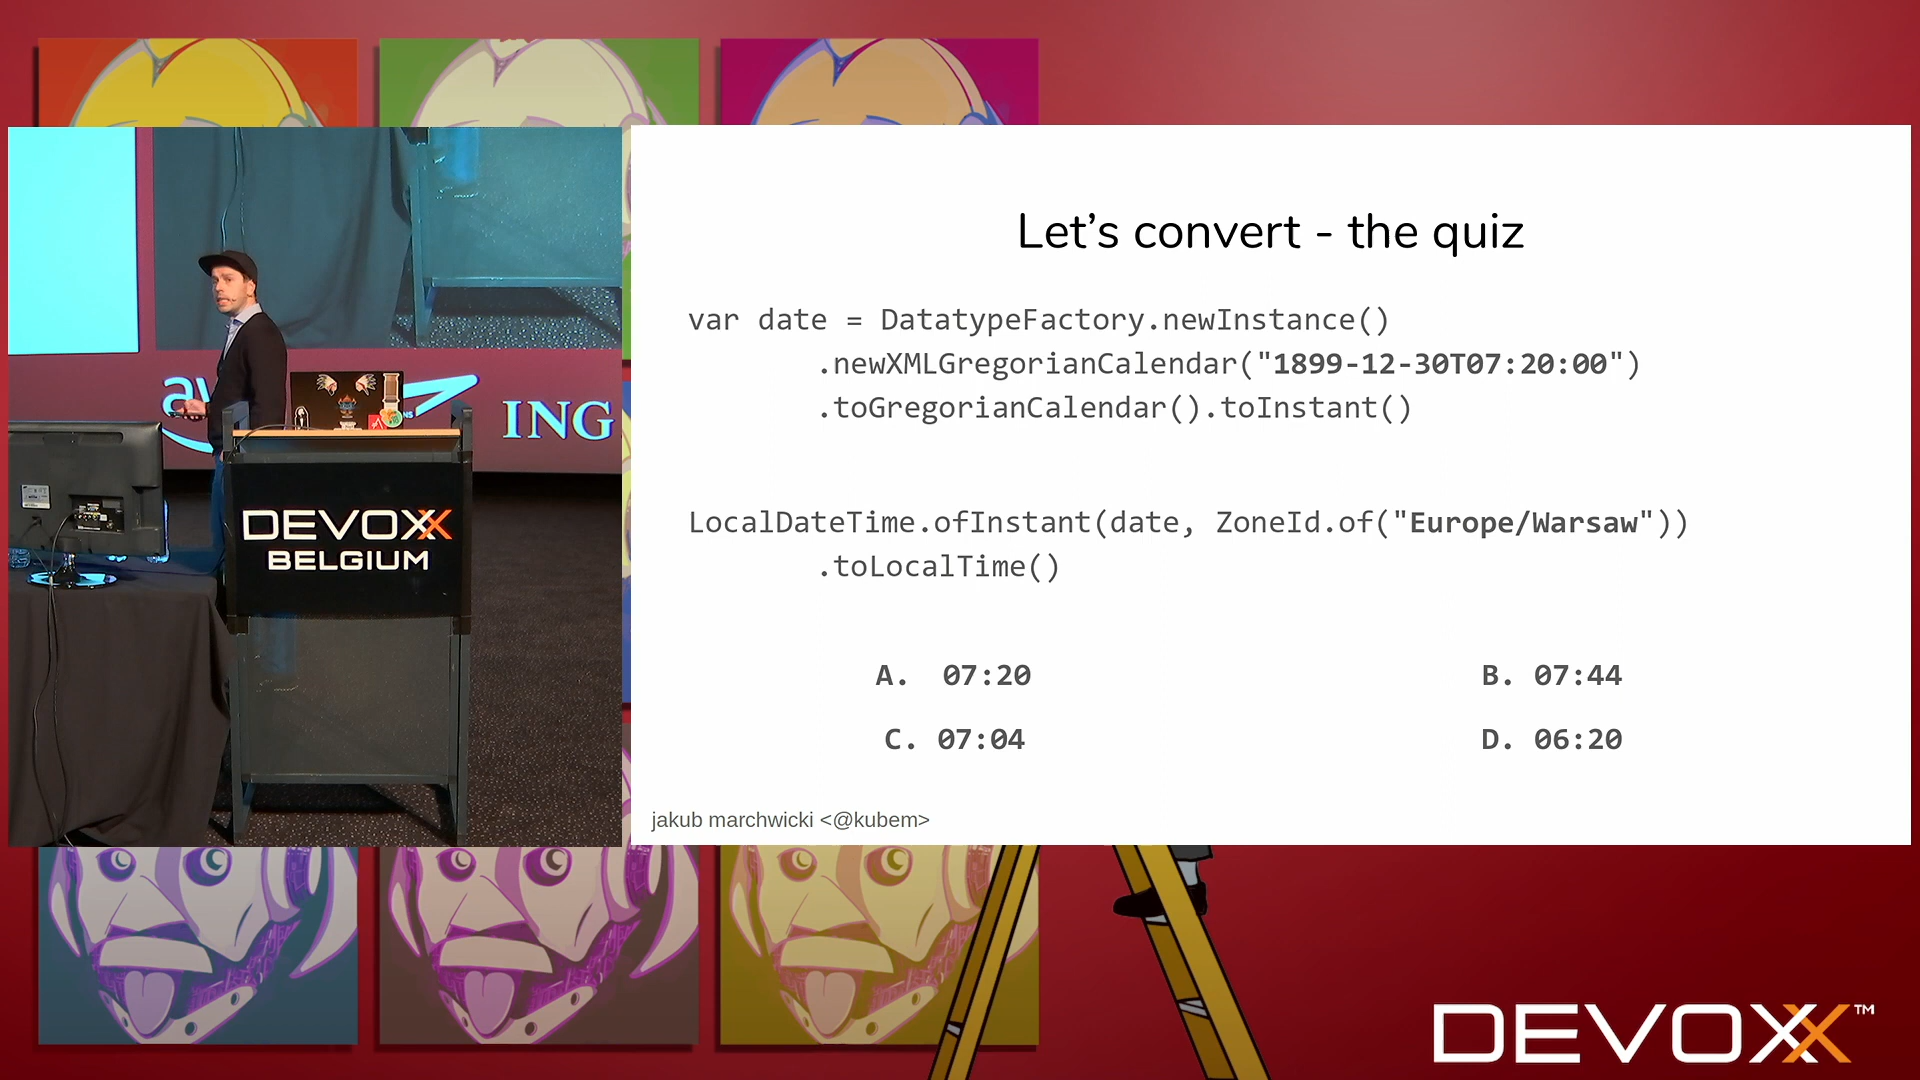 Let's convert - the quiz
var date = DatatypeFactory.newInstance()
.newXMLGregorianCalendar("1899-12-30T07:20:00")
.toGregorianCalendar().toInstant()
LocalDateTime.ofInstant(date, ZoneId.of("Europe/Warsaw"))
.toLocalTime()
A. 07:20
B. 07:44
C. 07:04
D. 06:20
jakub marchwicki <@kubem>
ING
DEVOXX
BELGIUM
DEVOXX™